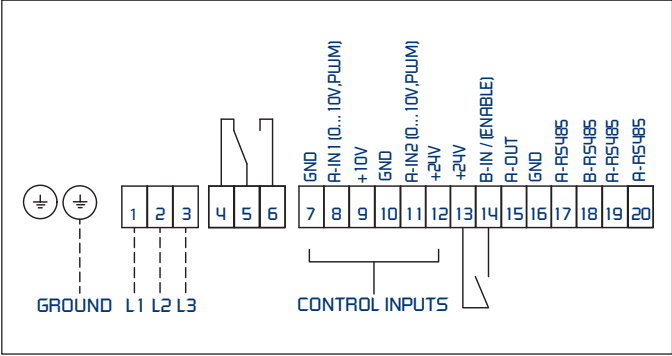 GND
A-IN1 (0...10V,PWM)
+10V
GND
A-IN2 (0...10V,PWM)
+24V
+24V
B-IN / (ENABLE)
A-OUT
GND
A-RS485
B-RS485
A-RS485
A-RS485
1 2 3 4 5 6 7 8 9 10 11 12 13 14 15 16 17 18 19 20
GROUND L1 L2 L3 CONTROL INPUTS